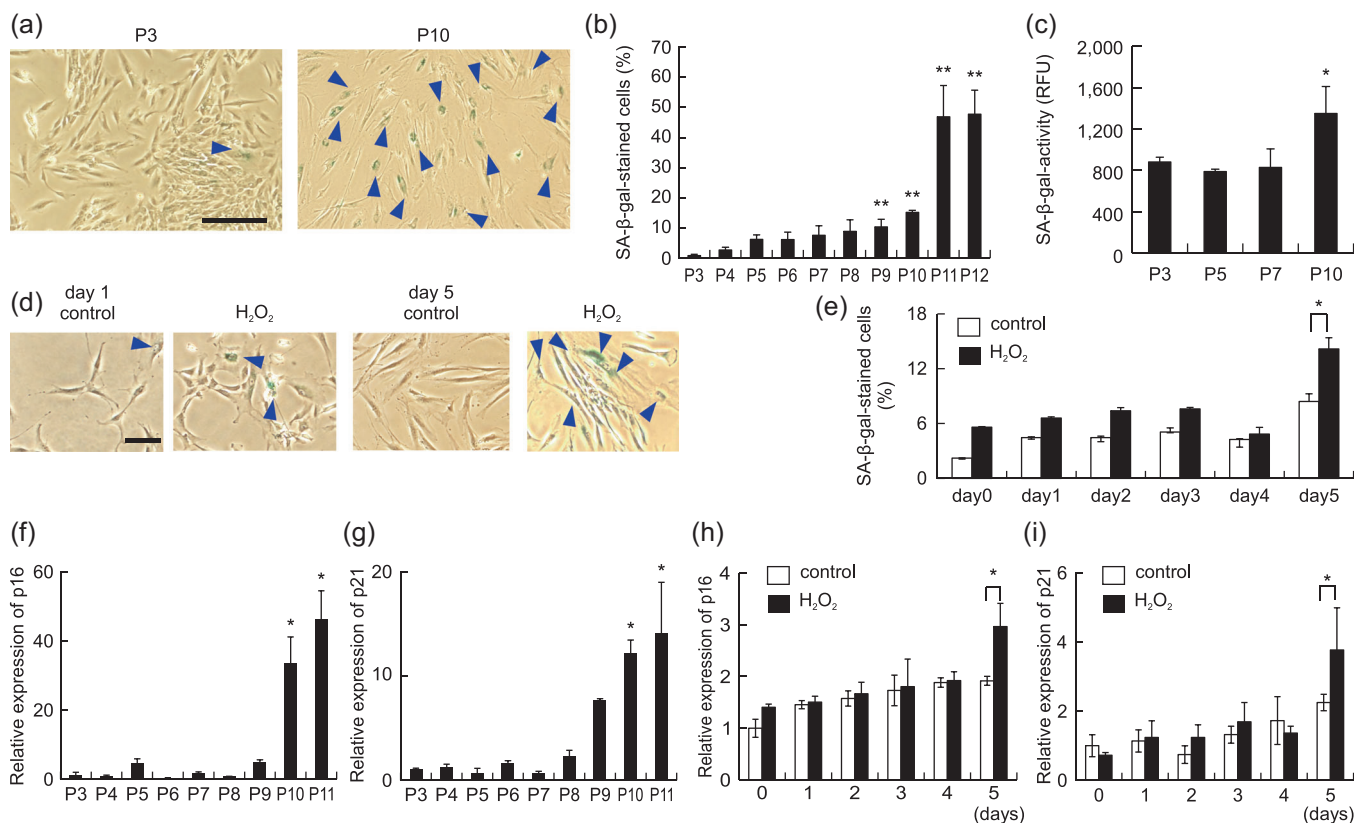 (a)
P3 P10
(b)
SA-β-gal-stained cells (%)
70
60
50
40
30
20
10
0
** ** ** **
P3 P4 P5 P6 P7 P8 P9 P10 P11 P12
(c)
SA-β-gal-activity (RFU)
2,000
1,600
1,200
800
400
0
*
P3 P5 P7 P10
(d)
day 1 day 5
control H₂O₂ control H₂O₂
(e)
SA-β-gal-stained cells
(%)
18
12
6
0
control
H₂O₂
*
day0 day1 day2 day3 day4 day5
(f)
Relative expression of p16
60
40
20
0
* *
P3 P4 P5 P6 P7 P8 P9 P10 P11
(g)
Relative expression of p21
20
10
0
* *
P3 P4 P5 P6 P7 P8 P9 P10 P11
(h)
Relative expression of p16
4
3
2
1
0
control
H₂O₂
*
0 1 2 3 4 5
(days)
(i)
Relative expression of p21
6
4
2
0
control
H₂O₂
*
0 1 2 3 4 5
(days)